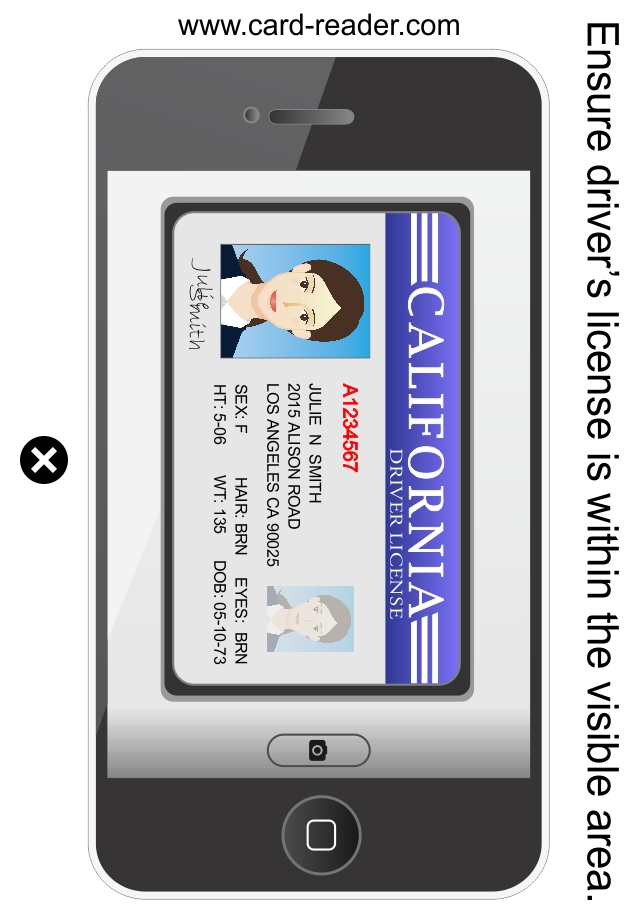 www.card-reader.com
Ensure driver's license is within the visible area.
CALIFORNIA
DRIVER LICENSE
A1234567
JULIE N SMITH
2015 ALISON ROAD
LOS ANGELES CA 90025
SEX: F HAIR: BRN EYES: BRN
HT: 5-06 WT: 135 DOB: 05-10-73
Julie Smith